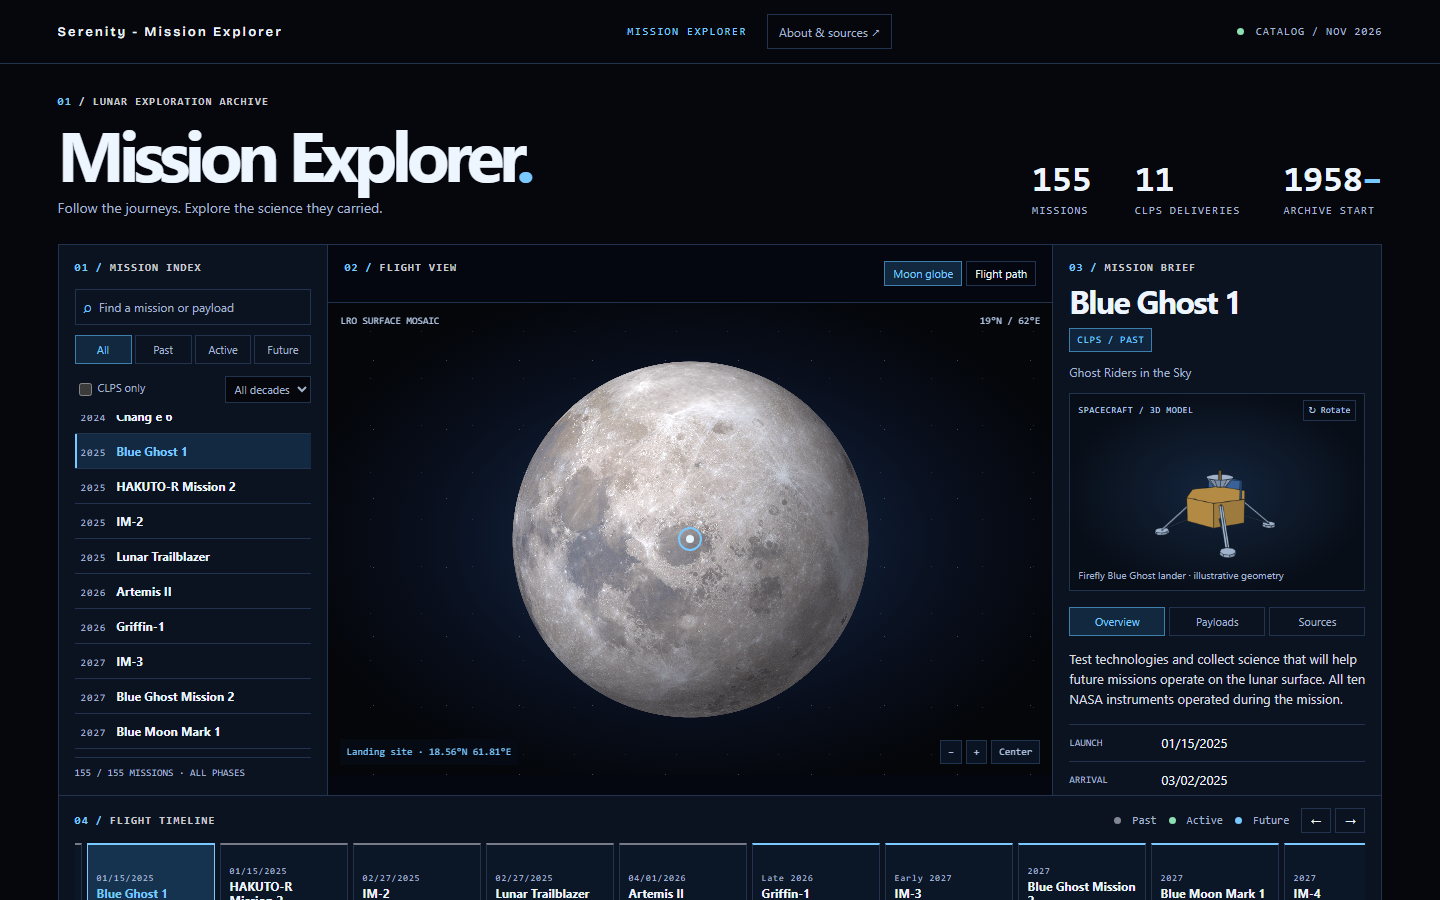 Serenity - Mission Explorer
MISSION EXPLORER
About & sources ↗
CATALOG / NOV 2026
01 / LUNAR EXPLORATION ARCHIVE
Mission Explorer.
Follow the journeys. Explore the science they carried.
155
MISSIONS
11
CLPS DELIVERIES
1958–
ARCHIVE START
01 / MISSION INDEX
Find a mission or payload
All
Past
Active
Future
CLPS only
All decades
2024 Chang'e 6
2025 Blue Ghost 1
2025 HAKUTO-R Mission 2
2025 IM-2
2025 Lunar Trailblazer
2026 Artemis II
2026 Griffin-1
2027 IM-3
2027 Blue Ghost Mission 2
2027 Blue Moon Mark 1
155 / 155 MISSIONS · ALL PHASES
02 / FLIGHT VIEW
Moon globe
Flight path
LRO SURFACE MOSAIC
19°N / 62°E
Landing site · 18.56°N 61.81°E
−
+
Center
03 / MISSION BRIEF
Blue Ghost 1
CLPS / PAST
Ghost Riders in the Sky
SPACECRAFT / 3D MODEL
↻ Rotate
Firefly Blue Ghost lander · illustrative geometry
Overview
Payloads
Sources
Test technologies and collect science that will help
future missions operate on the lunar surface. All ten
NASA instruments operated during the mission.
LAUNCH 01/15/2025
ARRIVAL 03/02/2025
04 / FLIGHT TIMELINE
Past
Active
Future
←
→
01/15/2025
Blue Ghost 1
01/15/2025
HAKUTO-R
Mission 2
02/27/2025
IM-2
02/27/2025
Lunar Trailblazer
04/01/2026
Artemis II
Late 2026
Griffin-1
Early 2027
IM-3
2027
Blue Ghost Mission
2
2027
Blue Moon Mark 1
2027
IM-4